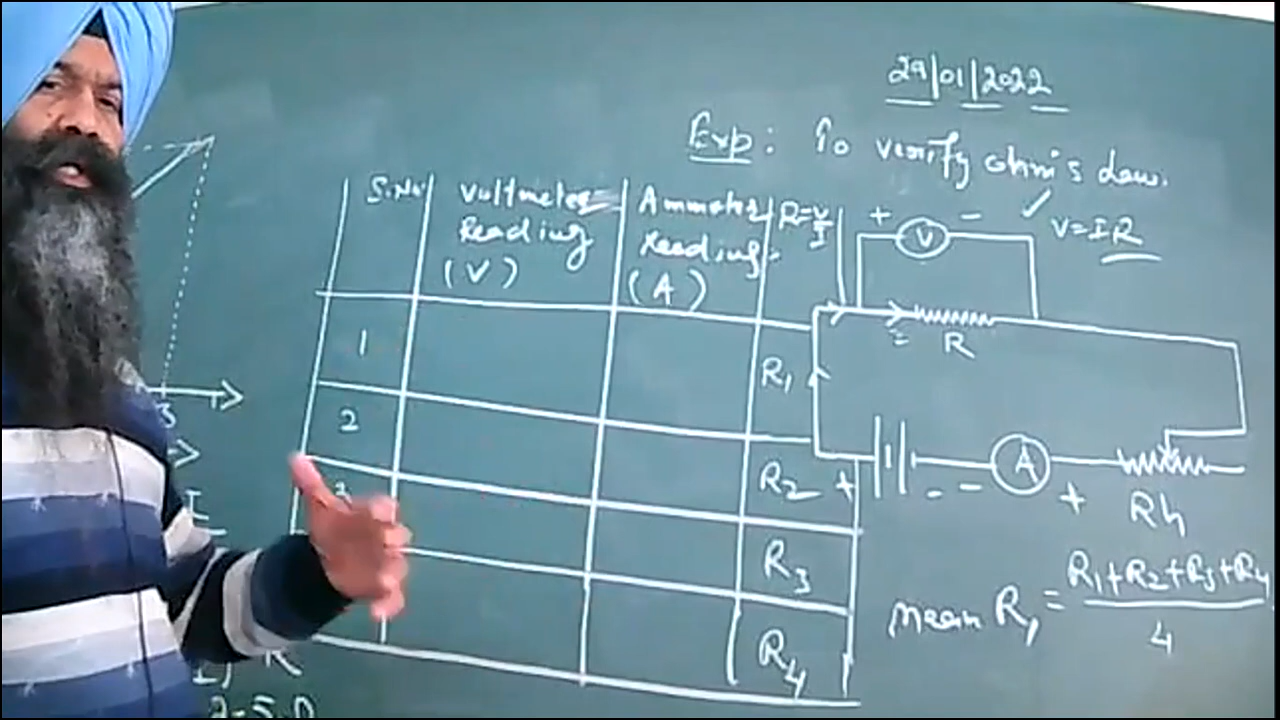 29/01/2022
Exp: To verify ohm's Law.
S.No Voltmeter Reading (V) Ammeter Reading (A) R=V/I
+ V -
V=IR
R
1 R1
2 R2
R3
R4
+ - - A +
Rh
Mean R, = R1+R2+R3+R4
4